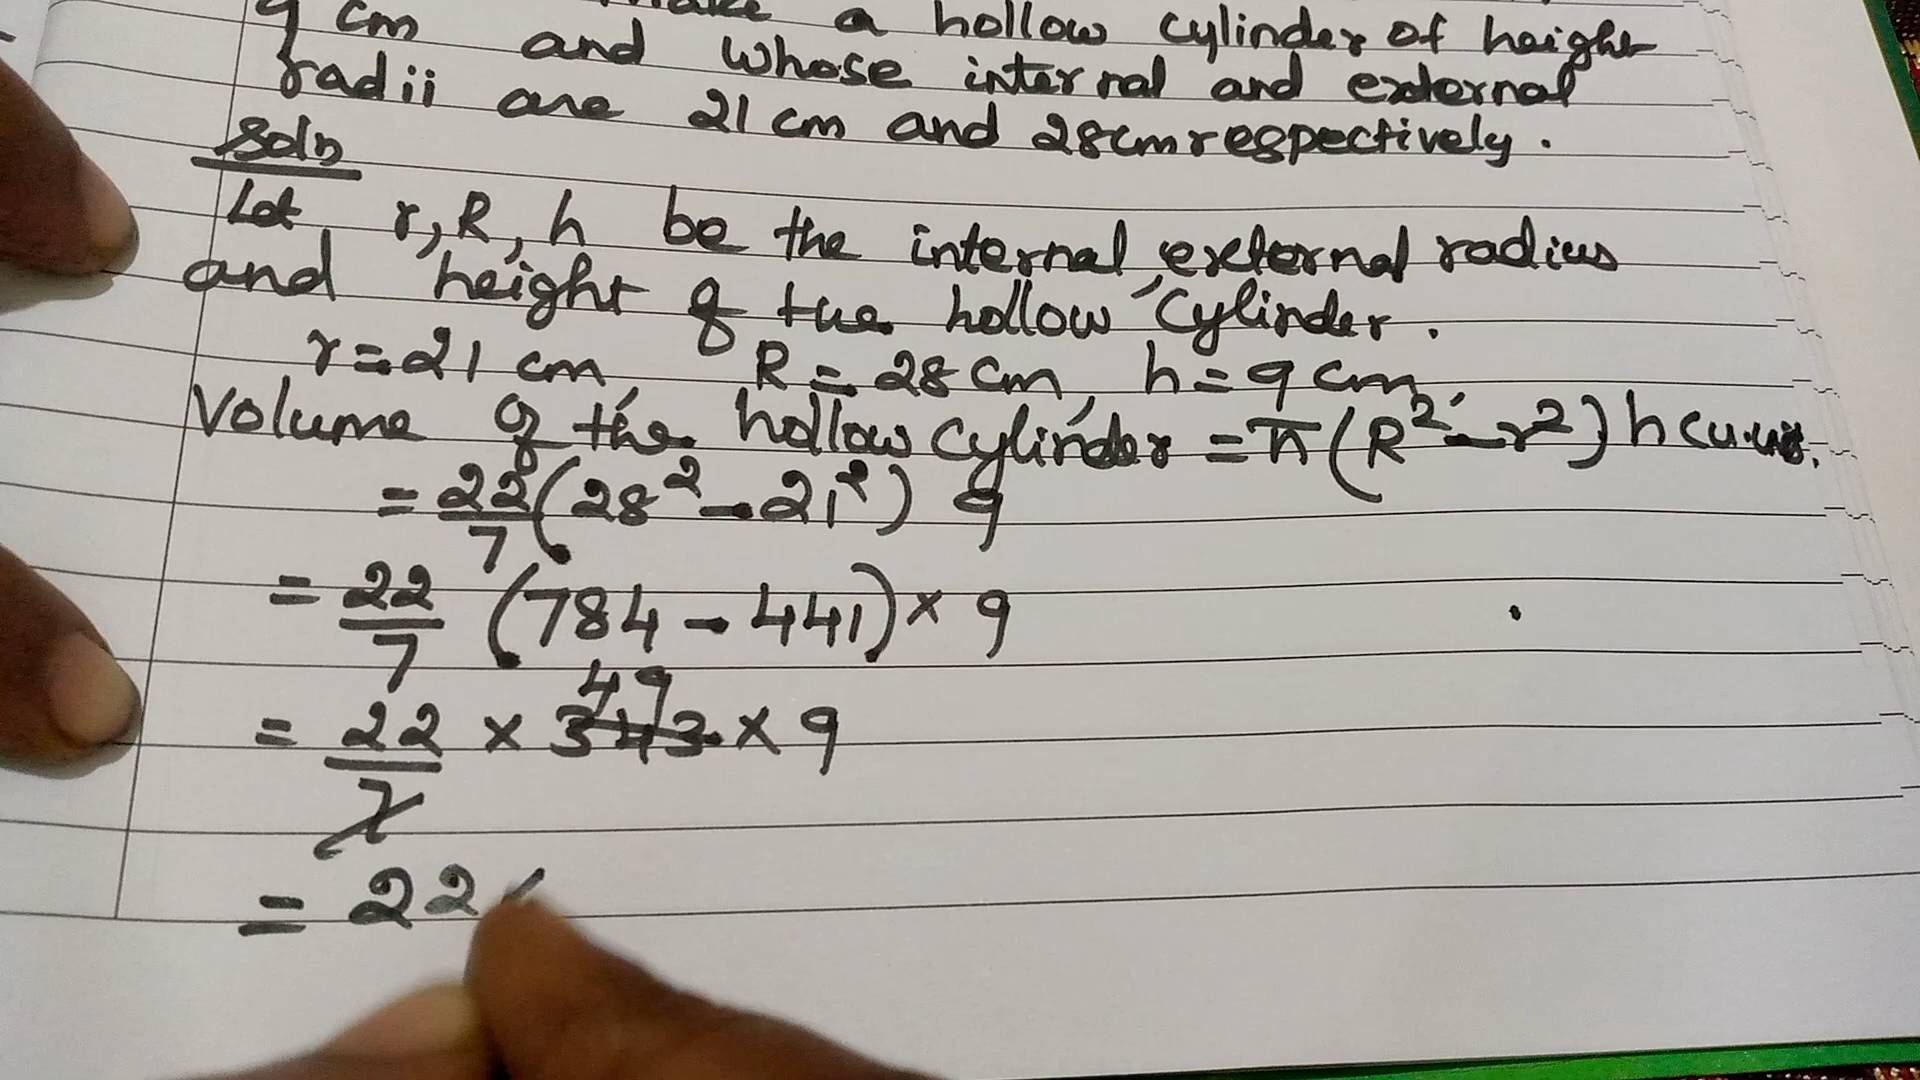 9 cm make a hollow cylinder of height
and whose internal and external
radii are 21 cm and 28cm respectively.
Soln
Let r, R, h be the internal, external radius
and height of the hollow cylinder.
r = 21 cm, R = 28 cm, h = 9 cm,
Volume of the hollow cylinder = π (R² - r²) h cu.units.
= 22/7 (28² - 21²) 9
= 22/7 (784 - 441) × 9
49
= 22/7 × 343 × 9
= 22